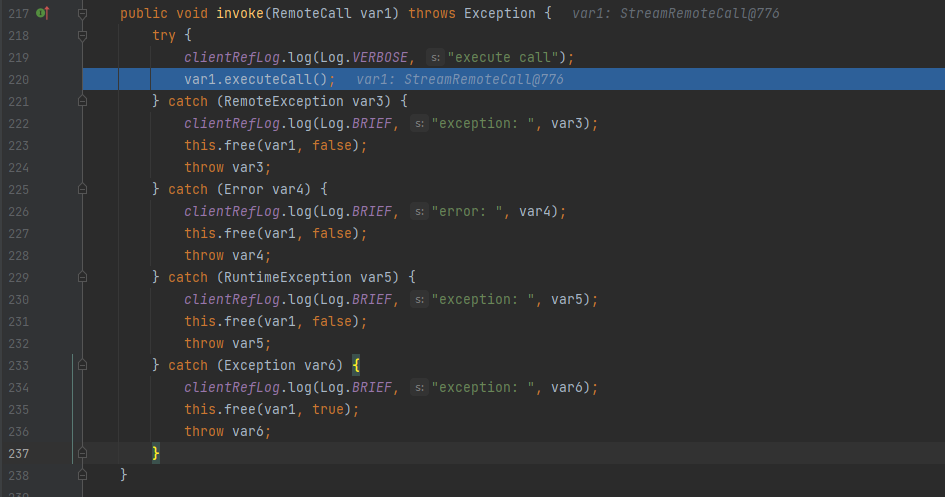 217 public void invoke(RemoteCall var1) throws Exception { var1: StreamRemoteCall@776
218 try {
219 clientRefLog.log(Log.VERBOSE, s: "execute call");
220 var1.executeCall(); var1: StreamRemoteCall@776
221 } catch (RemoteException var3) {
222 clientRefLog.log(Log.BRIEF, s: "exception: ", var3);
223 this.free(var1, false);
224 throw var3;
225 } catch (Error var4) {
226 clientRefLog.log(Log.BRIEF, s: "error: ", var4);
227 this.free(var1, false);
228 throw var4;
229 } catch (RuntimeException var5) {
230 clientRefLog.log(Log.BRIEF, s: "exception: ", var5);
231 this.free(var1, false);
232 throw var5;
233 } catch (Exception var6) {
234 clientRefLog.log(Log.BRIEF, s: "exception: ", var6);
235 this.free(var1, true);
236 throw var6;
237 }
238 }